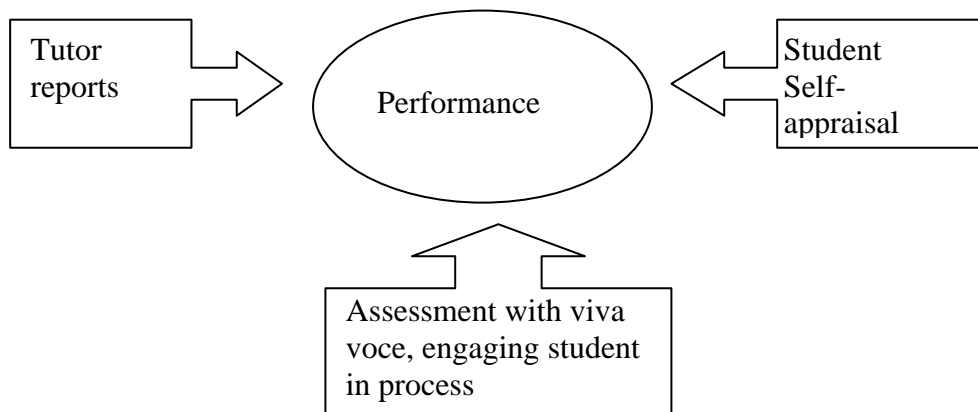 Tutor
reports
Performance
Student
Self-
appraisal
Assessment with viva
voce, engaging student
in process